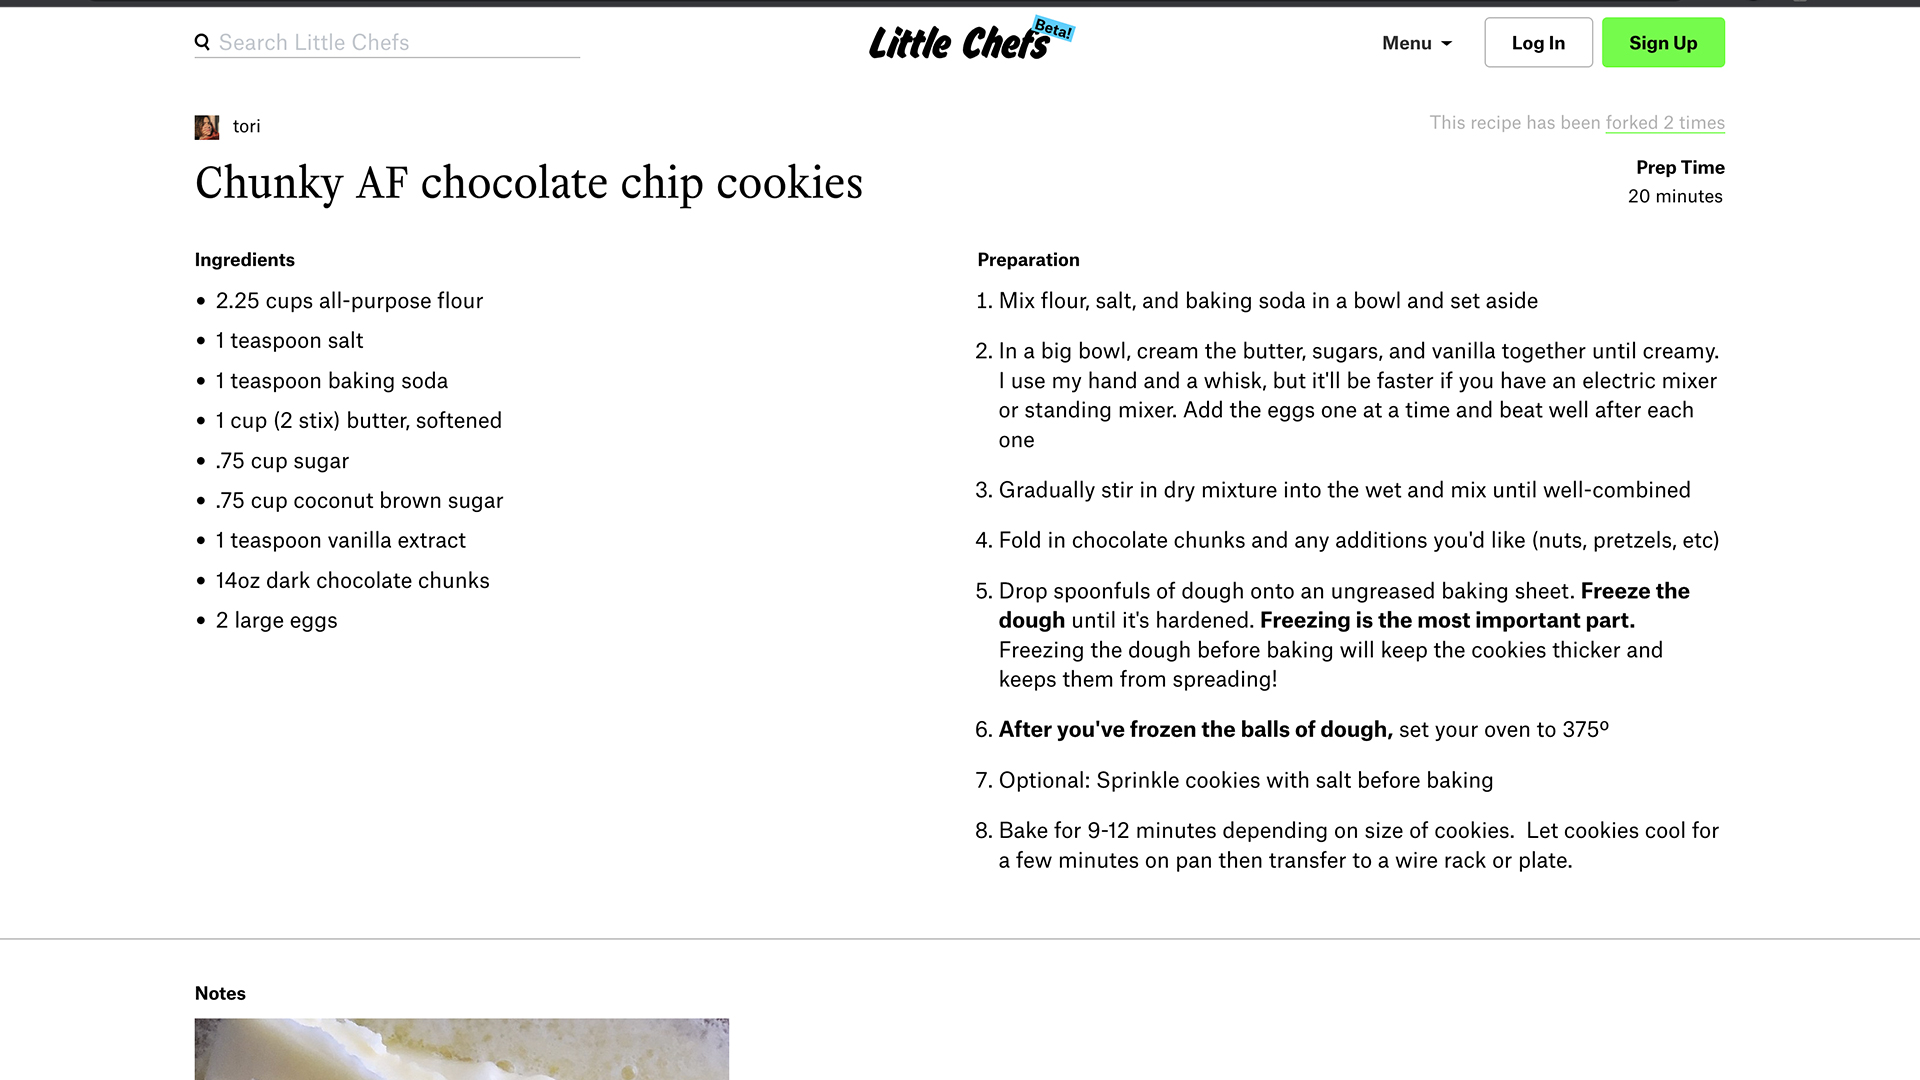 Search Little Chefs
Little Chefs
Beta!
Menu
Log In
Sign Up
tori
This recipe has been forked 2 times
Chunky AF chocolate chip cookies
Prep Time
20 minutes
Ingredients
• 2.25 cups all-purpose flour
• 1 teaspoon salt
• 1 teaspoon baking soda
• 1 cup (2 stix) butter, softened
• .75 cup sugar
• .75 cup coconut brown sugar
• 1 teaspoon vanilla extract
• 14oz dark chocolate chunks
• 2 large eggs
Preparation
1. Mix flour, salt, and baking soda in a bowl and set aside
2. In a big bowl, cream the butter, sugars, and vanilla together until creamy.
I use my hand and a whisk, but it'll be faster if you have an electric mixer
or standing mixer. Add the eggs one at a time and beat well after each
one
3. Gradually stir in dry mixture into the wet and mix until well-combined
4. Fold in chocolate chunks and any additions you'd like (nuts, pretzels, etc)
5. Drop spoonfuls of dough onto an ungreased baking sheet. Freeze the
dough until it's hardened. Freezing is the most important part.
Freezing the dough before baking will keep the cookies thicker and
keeps them from spreading!
6. After you've frozen the balls of dough, set your oven to 375º
7. Optional: Sprinkle cookies with salt before baking
8. Bake for 9-12 minutes depending on size of cookies.  Let cookies cool for
a few minutes on pan then transfer to a wire rack or plate.
Notes